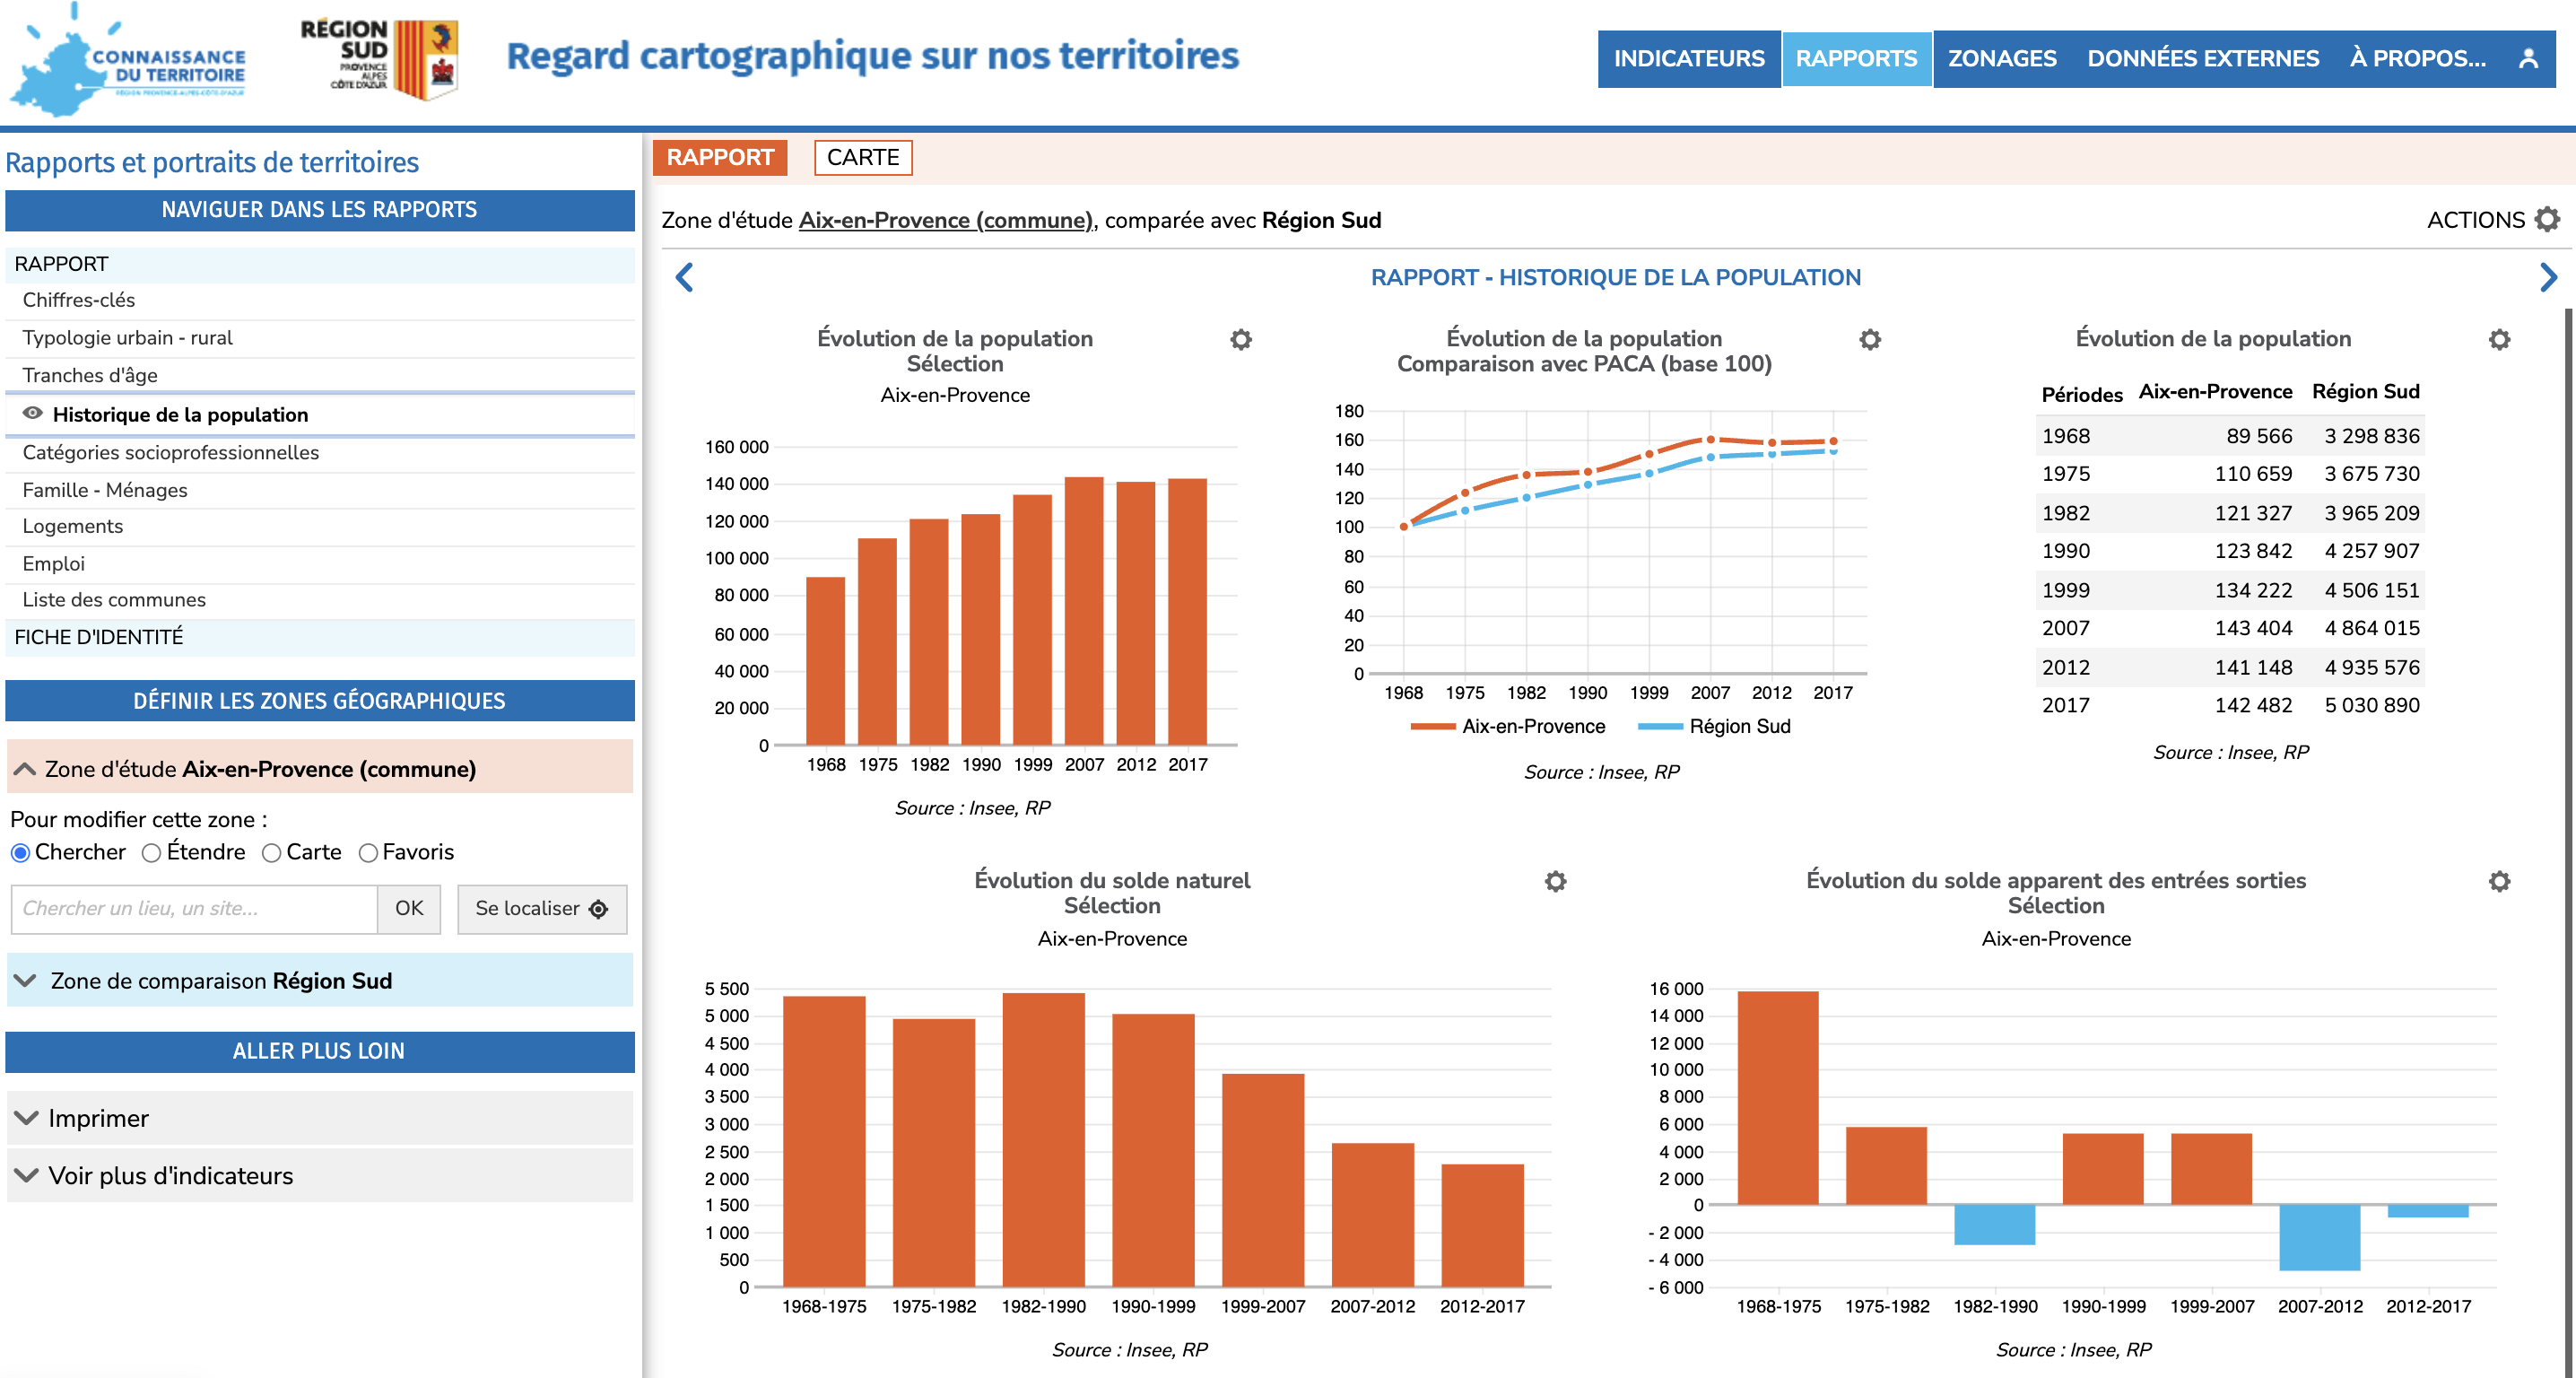 CONNAISSANCE
DU TERRITOIRE
RÉGION PROVENCE-ALPES-CÔTE-D'AZUR
RÉGION
SUD
PROVENCE
ALPES
CÔTE D'AZUR
Regard cartographique sur nos territoires
INDICATEURS RAPPORTS ZONAGES DONNÉES EXTERNES À PROPOS...
Rapports et portraits de territoires
NAVIGUER DANS LES RAPPORTS
RAPPORT
Chiffres-clés
Typologie urbain - rural
Tranches d'âge
Historique de la population
Catégories socioprofessionnelles
Famille - Ménages
Logements
Emploi
Liste des communes
FICHE D'IDENTITÉ
DÉFINIR LES ZONES GÉOGRAPHIQUES
Zone d'étude Aix-en-Provence (commune)
Pour modifier cette zone :
Chercher Étendre Carte Favoris
Chercher un lieu, un site... OK Se localiser
Zone de comparaison Région Sud
ALLER PLUS LOIN
Imprimer
Voir plus d'indicateurs
RAPPORT CARTE
Zone d'étude Aix-en-Provence (commune), comparée avec Région Sud
ACTIONS
RAPPORT - HISTORIQUE DE LA POPULATION
Évolution de la population
Sélection
Aix-en-Provence
160 000
140 000
120 000
100 000
80 000
60 000
40 000
20 000
0
1968 1975 1982 1990 1999 2007 2012 2017
Source : Insee, RP
Évolution de la population
Comparaison avec PACA (base 100)
180
160
140
120
100
80
60
40
20
0
1968 1975 1982 1990 1999 2007 2012 2017
Aix-en-Provence Région Sud
Source : Insee, RP
Évolution de la population
Périodes Aix-en-Provence Région Sud
1968 89 566 3 298 836
1975 110 659 3 675 730
1982 121 327 3 965 209
1990 123 842 4 257 907
1999 134 222 4 506 151
2007 143 404 4 864 015
2012 141 148 4 935 576
2017 142 482 5 030 890
Source : Insee, RP
Évolution du solde naturel
Sélection
Aix-en-Provence
5 500
5 000
4 500
4 000
3 500
3 000
2 500
2 000
1 500
1 000
500
0
1968-1975 1975-1982 1982-1990 1990-1999 1999-2007 2007-2012 2012-2017
Source : Insee, RP
Évolution du solde apparent des entrées sorties
Sélection
Aix-en-Provence
16 000
14 000
12 000
10 000
8 000
6 000
4 000
2 000
0
- 2 000
- 4 000
- 6 000
1968-1975 1975-1982 1982-1990 1990-1999 1999-2007 2007-2012 2012-2017
Source : Insee, RP